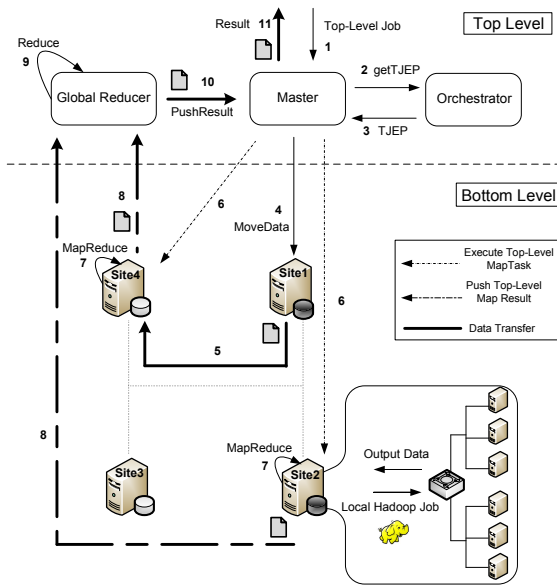 Result
11
Top-Level Job
1
Top Level
Reduce
9
Global Reducer
10
PushResult
Master
2 getTJEP
3 TJEP
Orchestrator
8
6
4
MoveData
Bottom Level
MapReduce
7
Site4
Site1
6
Execute Top-Level
MapTask
Push Top-Level
Map Result
Data Transfer
5
8
Site3
MapReduce
7
Site2
Output Data
Local Hadoop Job